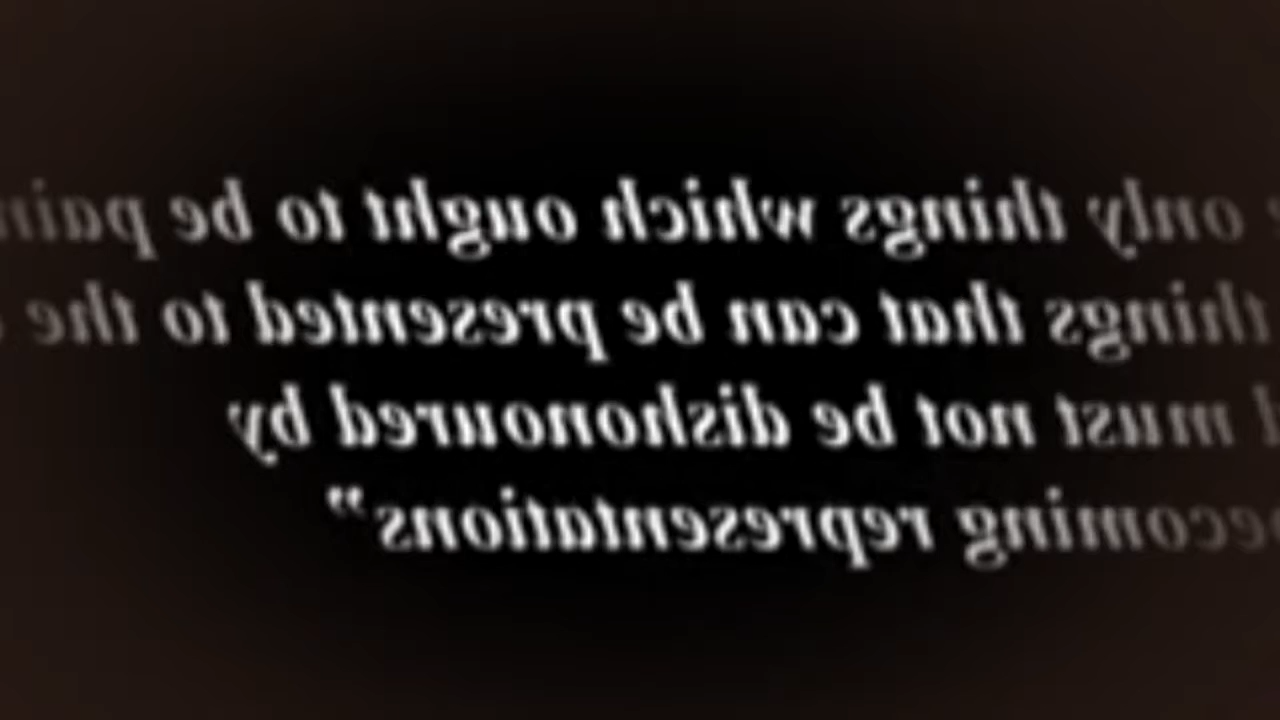 only things which ought to be
things that can be presented to the
must not be dishonoured by
representations"